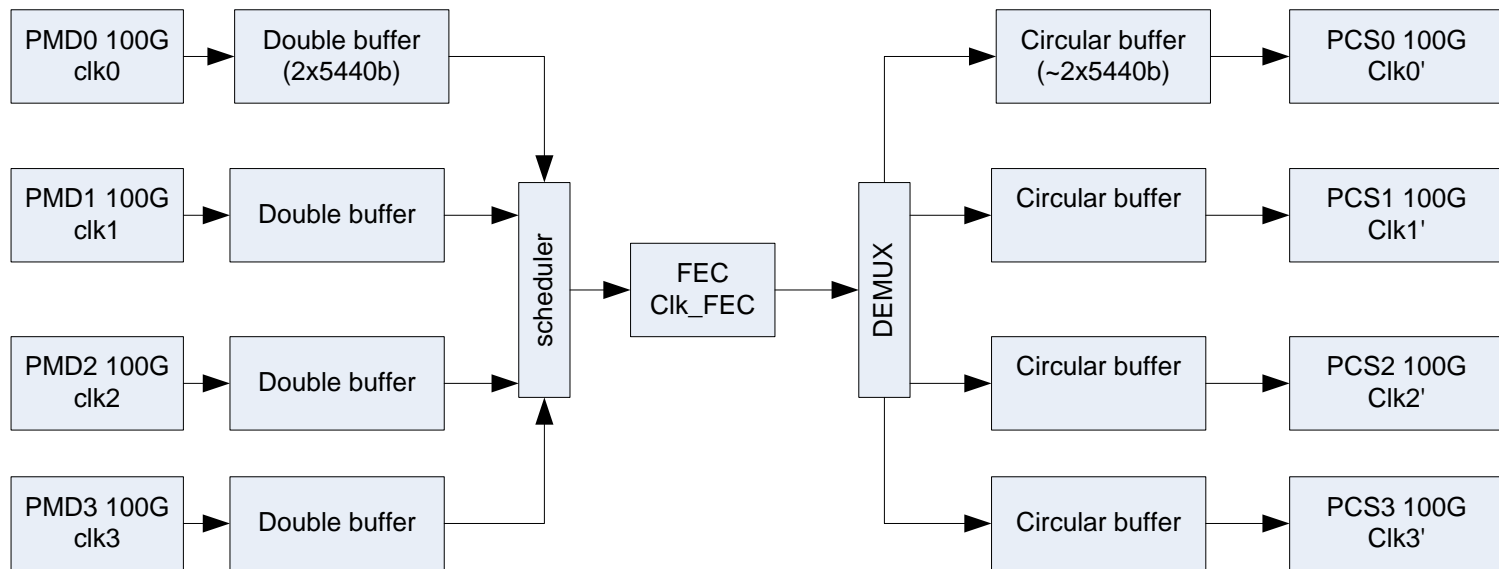 PMD0 100G
clk0
Double buffer
(2x5440b)
Circular buffer
(~2x5440b)
PCS0 100G
Clk0'
PMD1 100G
clk1
Double buffer
scheduler
FEC
Clk_FEC
DEMUX
Circular buffer
PCS1 100G
Clk1'
PMD2 100G
clk2
Double buffer
Circular buffer
PCS2 100G
Clk2'
PMD3 100G
clk3
Double buffer
Circular buffer
PCS3 100G
Clk3'